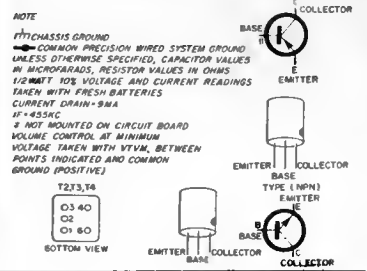 NOTE
CHASSIS GROUND
COMMON PRECISION WIRED SYSTEM GROUND
UNLESS OTHERWISE SPECIFIED, CAPACITOR VALUES
IN MICROFARADS, RESISTOR VALUES IN OHMS
1/2 WATT 10% VOLTAGE AND CURRENT READINGS
TAKEN WITH FRESH BATTERIES
CURRENT DRAIN = 9MA
IF = 455KC
NOT MOUNTED ON CIRCUIT BOARD
VOLUME COMTROL AT MINIMUM
VOLTAGE TAKEN WITH VTVM, BETWEEN
POINTS INDICATED AND COMMON
GROUND (POSITIVE)
T2,T3,T4
O3 4O
O2
O1 6O
BOTTOM VIEW
EMITTER COLLECTOR
BASE
C
COLLECTOR
BASE
B
E
EMITTER
EMITTER COLLECTOR
BASE
TYPE (NPN)
EMITTER
E
B
BASE
C
COLLECTOR